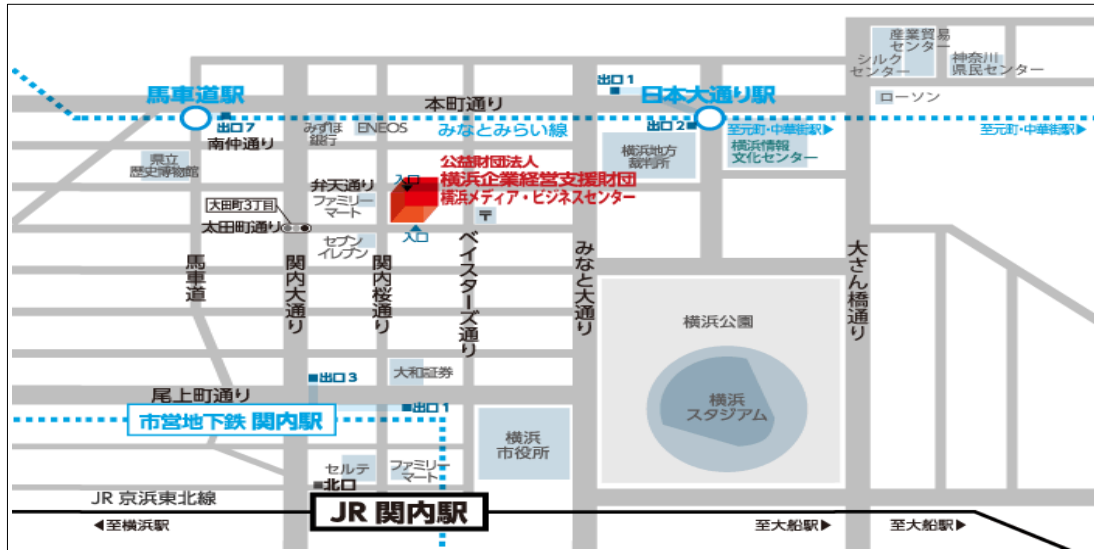 産業貿易
センター
シルク
センター
神奈川
県民センター
ローソン
出口1
馬車道駅
日本大通り駅
本町通り
出口7
みずほ
銀行
ENEOS
みなとみらい線
出口2
至元町・中華街駅▶
至元町・中華街駅▶
南仲通り
横浜地方
裁判所
横浜情報
文化センター
県立
歴史博物館
公益財団法人
横浜企業経営支援財団
横浜メディア・ビジネスセンター
入口
弁天通り
ファミリー
マート
大田町3丁目
太田町通り
〒
入口
セブン
イレブン
馬車道
関内大通り
関内桜通り
ベイスターズ通り
みなと大通り
大さん橋通り
横浜公園
横浜
スタジアム
出口3
大和証券
尾上町通り
出口1
市営地下鉄 関内駅
横浜
市役所
セルテ
ファミリー
マート
北口
JR 京浜東北線
JR 関内駅
◀至横浜駅
至大船駅▶
至大船駅▶